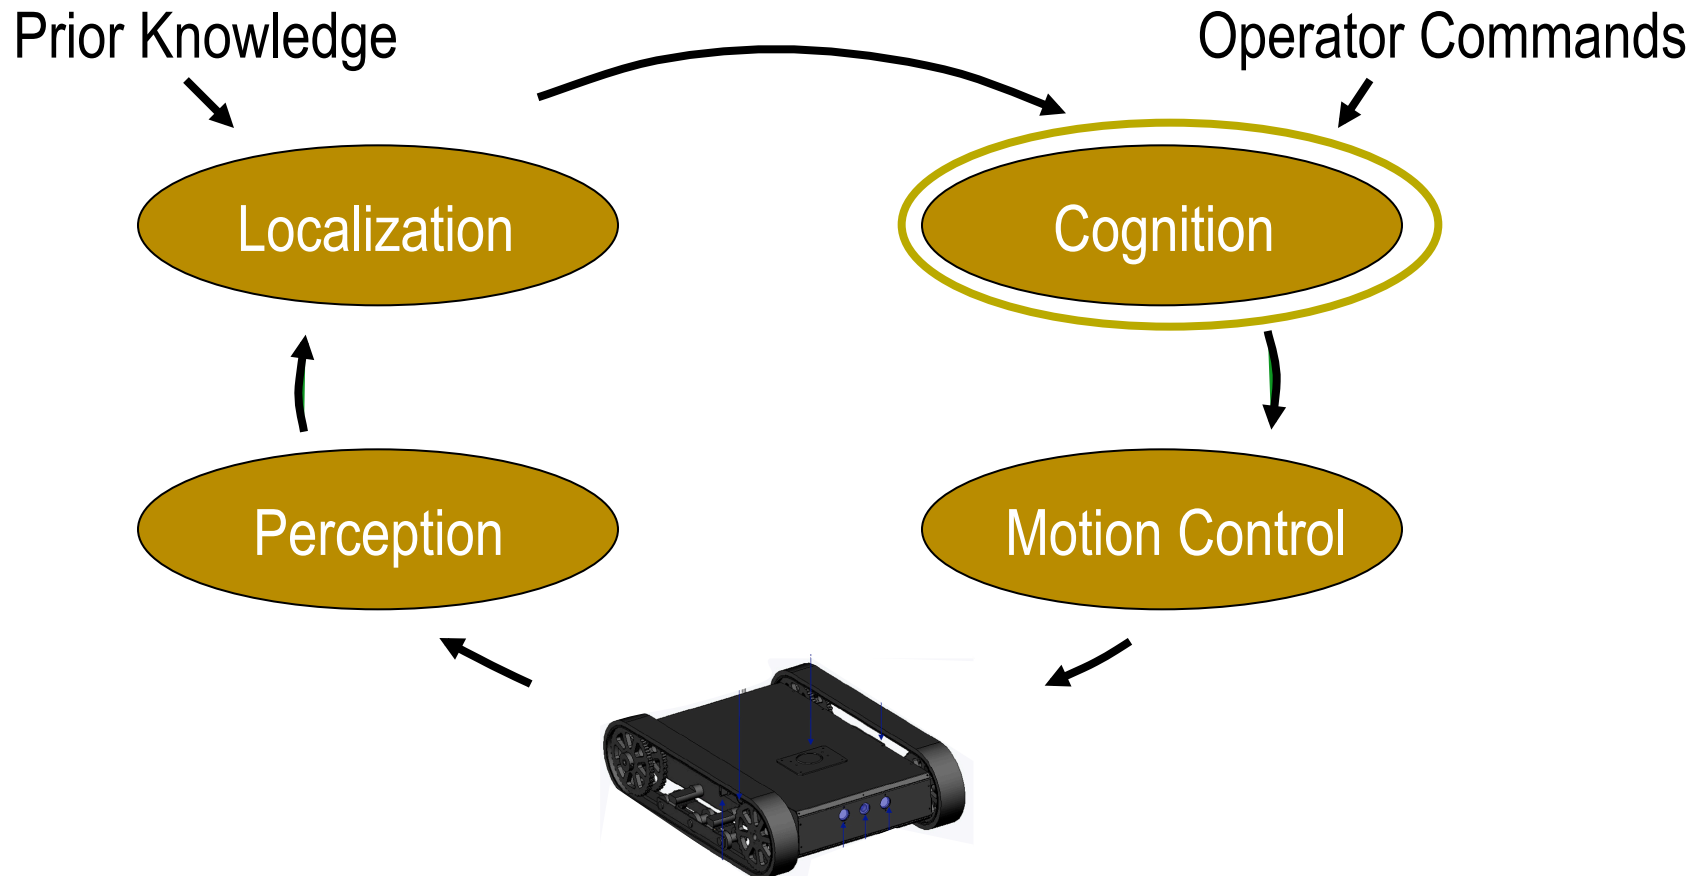 Prior Knowledge
Operator Commands
Localization
Cognition
Perception
Motion Control